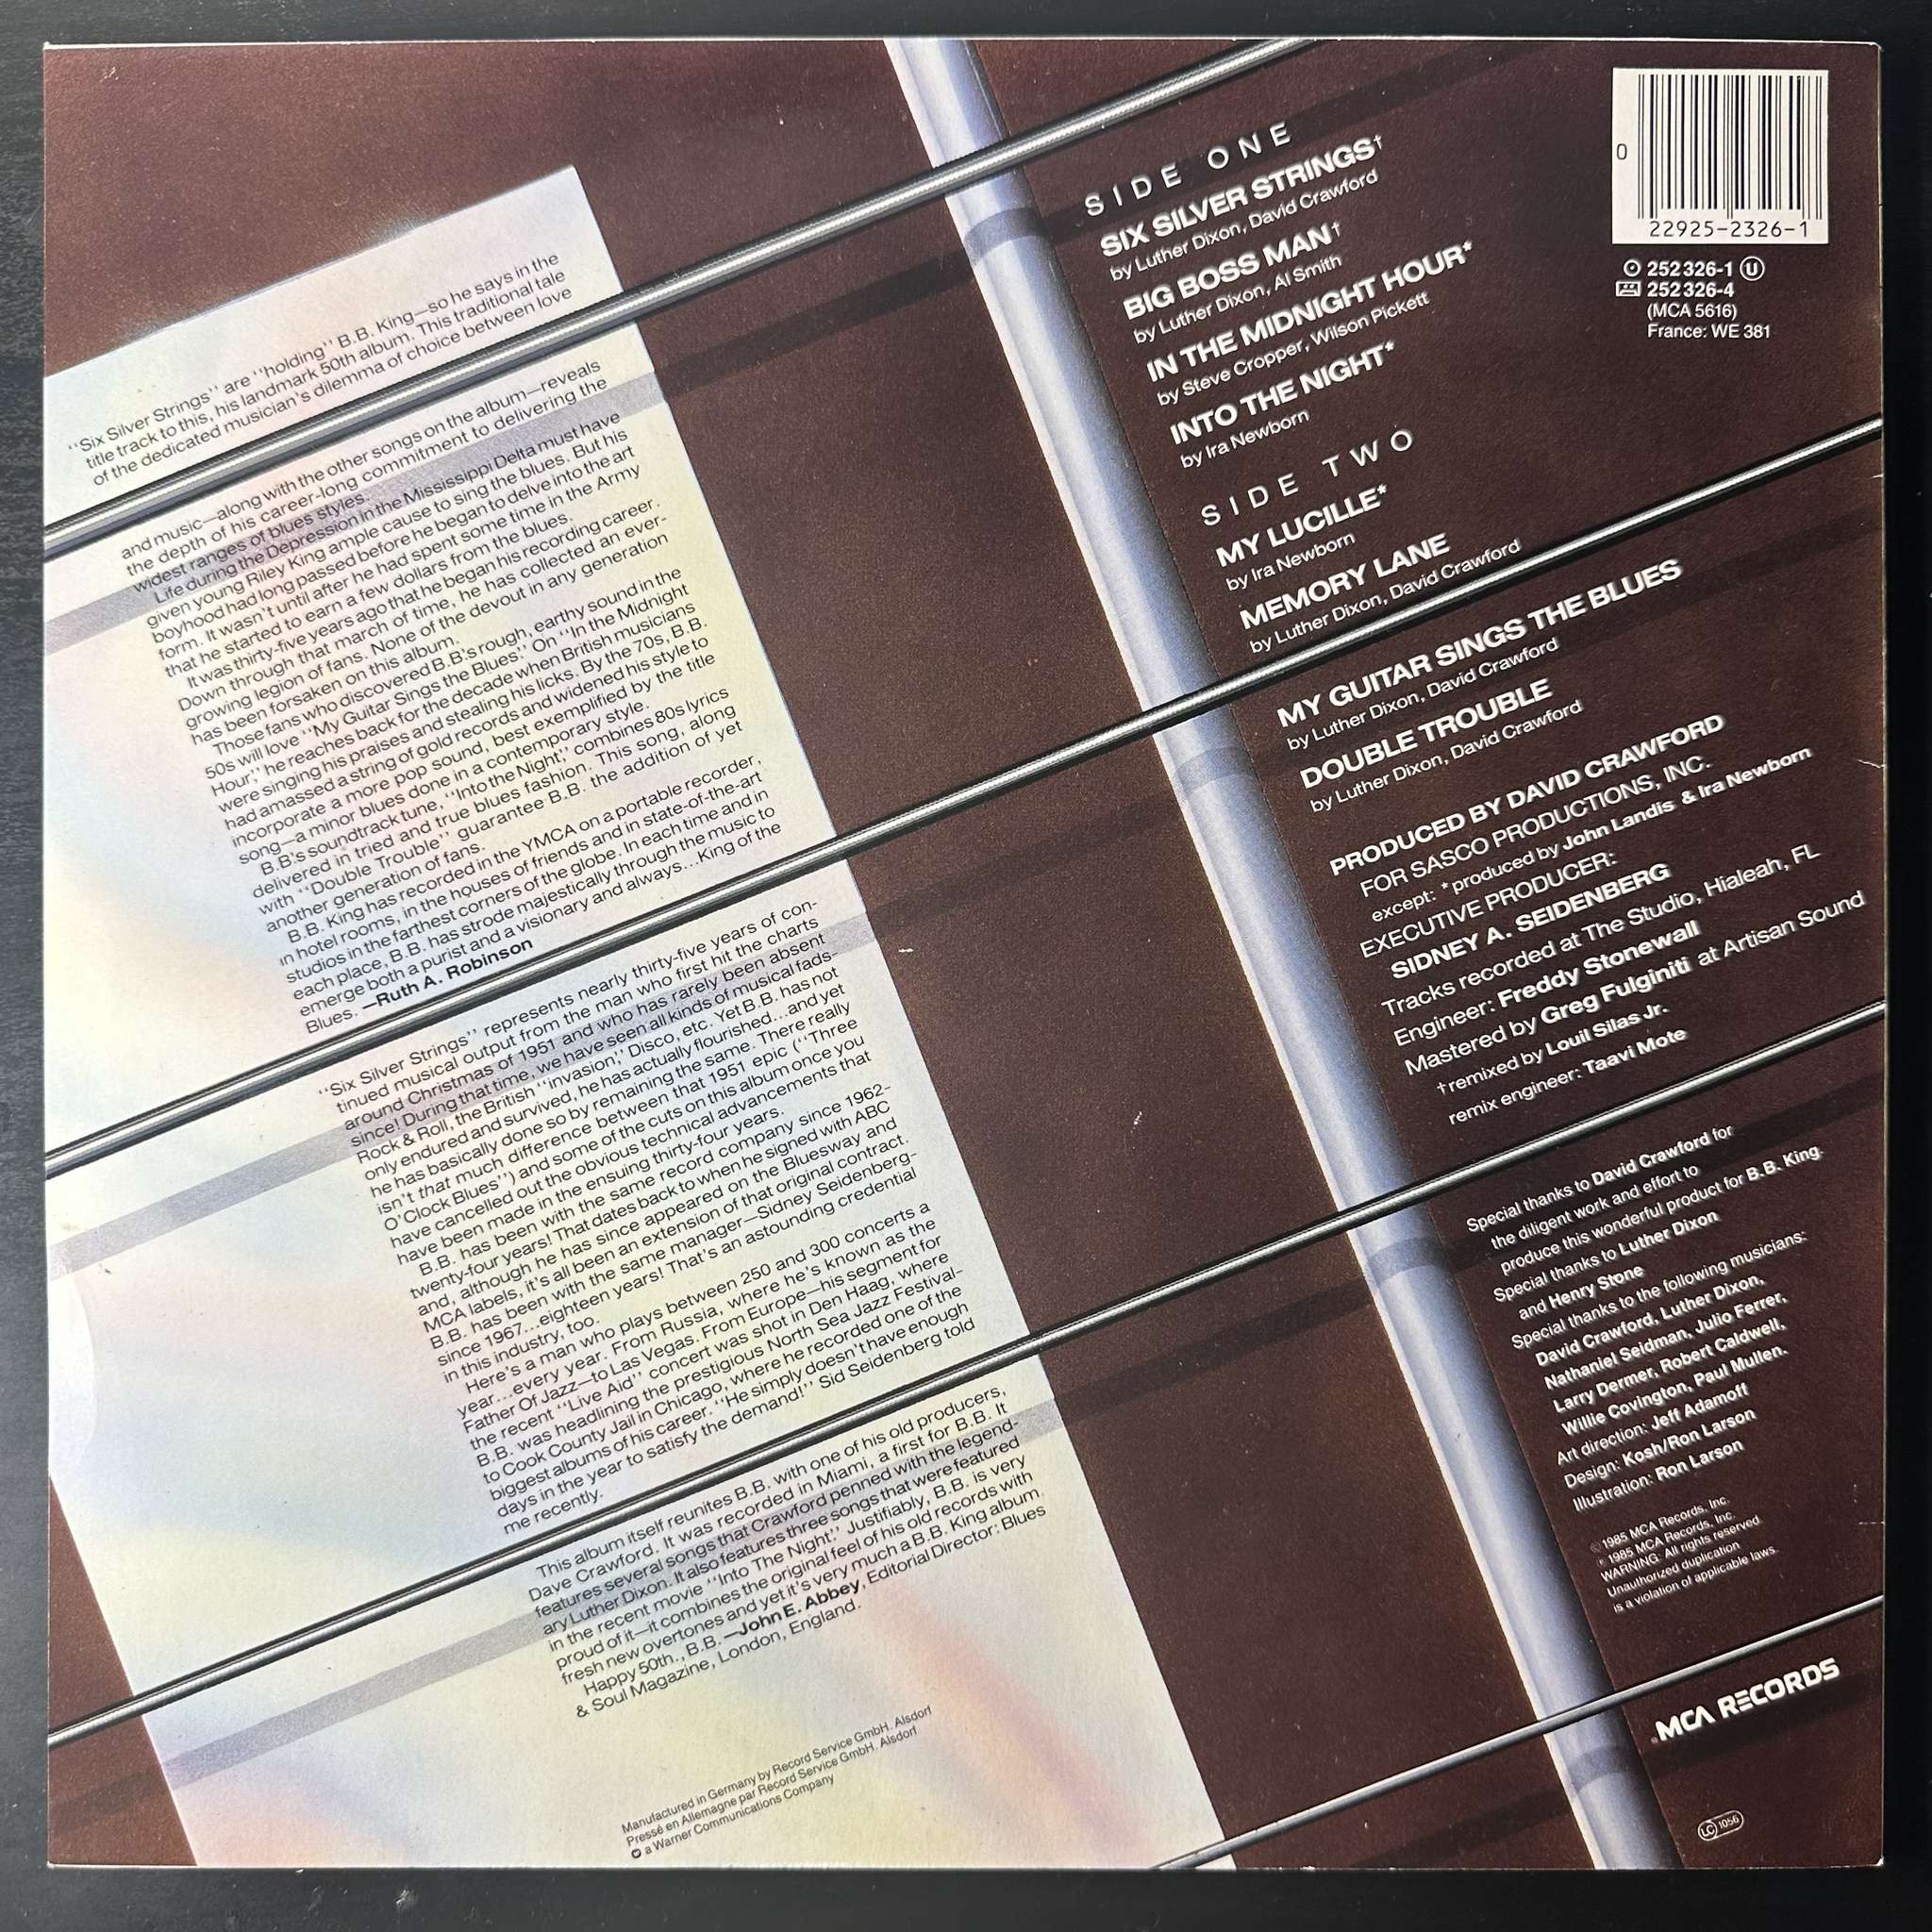 “Six Silver Strings” are “holding” B.B. King—so he says in the
title track to this, his landmark 50th album. This traditional tale
of the dedicated musician's dilemma of choice between love
and music—along with the other songs on the album—reveals
the depth of his career-long commitment to delivering the
widest ranges of blues styles.
Life during the Depression in the Mississippi Delta must have
given young Riley King ample cause to sing the blues. But his
boyhood had long passed before he began to delve into the art
form. It wasn't until after he had spent some time in the Army
that he started to earn a few dollars from the blues.
It was thirty-five years ago that he began his recording career.
Down through that march of time, he has collected an ever-
growing legion of fans. None of the devout in any generation
has been forsaken on this album.
Those fans who discovered B.B.'s rough, earthy sound in the
50s will love “My Guitar Sings the Blues.” On “In the Midnight
Hour,” he reaches back for the decade when British musicians
were singing his praises and stealing his licks. By the 70s, B.B.
had amassed a string of gold records and widened his style to
incorporate a more pop sound, best exemplified by the title
song—a minor blues done in a contemporary style.
B.B.'s soundtrack tune, “Into the Night,” combines 80s lyrics
delivered in tried and true blues fashion. This song, along
with “Double Trouble” guarantee B.B. the addition of yet
another generation of fans.
B.B. King has recorded in the YMCA on a portable recorder,
in hotel rooms, in the houses of friends and in state-of-the-art
studios in the farthest corners of the globe. In each time and in
each place, B.B. has strode majestically through the music to
emerge both a purist and a visionary and always...King of the
Blues. —Ruth A. Robinson
“Six Silver Strings” represents nearly thirty-five years of con-
tinued musical output from the man who first hit the charts
around Christmas of 1951 and who has rarely been absent
since! During that time, we have seen all kinds of musical fads-
Rock & Roll, the British “invasion,” Disco, etc. Yet B.B. has not
only endured and survived, he has actually flourished...and yet
he has basically done so by remaining the same. There really
isn't that much difference between that 1951 epic (“Three
O'Clock Blues”) and some of the cuts on this album once you
have cancelled out the obvious technical advancements that
have been made in the ensuing thirty-four years.
B.B. has been with the same record company since 1962-
twenty-four years! That dates back to when he signed with ABC
and, although he has since appeared on the Bluesway and
MCA labels, it's all been an extension of that original contract.
B.B. has been with the same manager—Sidney Seidenberg-
since 1967...eighteen years! That's an astounding credential
in this industry, too.
Here's a man who plays between 250 and 300 concerts a
year...every year. From Russia, where he's known as the
Father Of Jazz—to Las Vegas. From Europe—his segment for
the recent “Live Aid” concert was shot in Den Haag, where
B.B. was headlining the prestigious North Sea Jazz Festival-
to Cook County Jail in Chicago, where he recorded one of the
biggest albums of his career. “He simply doesn't have enough
days in the year to satisfy the demand!” Sid Seidenberg told
me recently.
This album itself reunites B.B. with one of his old producers,
Dave Crawford. It was recorded in Miami, a first for B.B. It
features several songs that Crawford penned with the legend-
ary Luther Dixon. It also features three songs that were featured
in the recent movie “Into The Night.” Justifiably, B.B. is very
proud of it—it combines the original feel of his old records with
fresh new overtones and yet it's very much a B.B. King album.
Happy 50th., B.B. —John E. Abbey, Editorial Director: Blues
& Soul Magazine, London, England.
Manufactured in Germany by Record Service GmbH. Alsdorf
Pressé en Allemagne par Record Service GmbH. Alsdorf
a Warner Communications Company
SIDE ONE
SIX SILVER STRINGS†
by Luther Dixon, David Crawford
BIG BOSS MAN†
by Luther Dixon, Al Smith
IN THE MIDNIGHT HOUR*
by Steve Cropper, Wilson Pickett
INTO THE NIGHT*
by Ira Newborn
SIDE TWO
MY LUCILLE*
by Ira Newborn
MEMORY LANE
by Luther Dixon, David Crawford
MY GUITAR SINGS THE BLUES
by Luther Dixon, David Crawford
DOUBLE TROUBLE
by Luther Dixon, David Crawford
PRODUCED BY DAVID CRAWFORD
FOR SASCO PRODUCTIONS, INC.
except: *produced by John Landis & Ira Newborn
EXECUTIVE PRODUCER:
SIDNEY A. SEIDENBERG
Tracks recorded at The Studio, Hialeah, FL
Engineer: Freddy Stonewall
Mastered by Greg Fulginiti at Artisan Sound
†remixed by Louil Silas Jr.
remix engineer: Taavi Mote
Special thanks to David Crawford for
the diligent work and effort to
produce this wonderful product for B.B. King.
Special thanks to Luther Dixon
and Henry Stone
Special thanks to the following musicians:
David Crawford, Luther Dixon,
Nathaniel Seidman, Julio Ferrer,
Larry Dermer, Robert Caldwell,
Willie Covington, Paul Mullen.
Art direction: Jeff Adamoff
Design: Kosh/Ron Larson
Illustration: Ron Larson
© 1985 MCA Records, Inc.
℗ 1985 MCA Records, Inc.
WARNING: All rights reserved.
Unauthorized duplication
is a violation of applicable laws.
MCA RECORDS
LC 1056
0
22925-2326-1
252 326-1 U
252 326-4
(MCA 5616)
France: WE 381